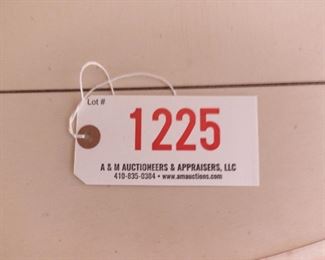 Lot #
1225
A & M AUCTIONEERS & APPRAISERS, LLC
410-835-0384 • www.amauctions.com